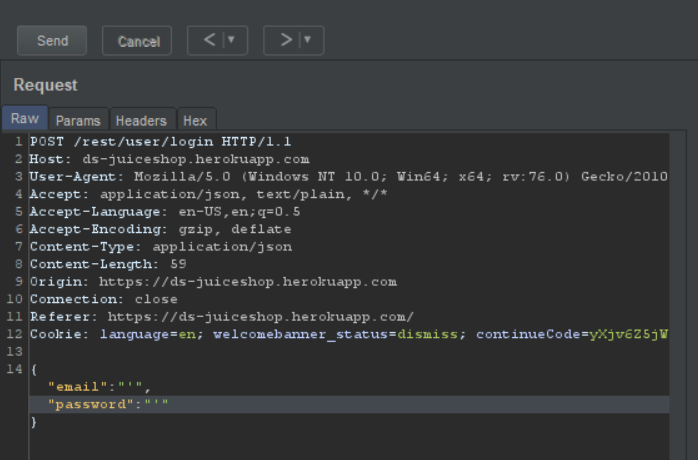 Send Cancel < ▼ > ▼
Request
Raw Params Headers Hex
1 POST /rest/user/login HTTP/1.1
2 Host: ds-juiceshop.herokuapp.com
3 User-Agent: Mozilla/5.0 (Windows NT 10.0; Win64; x64; rv:76.0) Gecko/2010
4 Accept: application/json, text/plain, */*
5 Accept-Language: en-US,en;q=0.5
6 Accept-Encoding: gzip, deflate
7 Content-Type: application/json
8 Content-Length: 59
9 Origin: https://ds-juiceshop.herokuapp.com
10 Connection: close
11 Referer: https://ds-juiceshop.herokuapp.com/
12 Cookie: language=en; welcomebanner_status=dismiss; continueCode=yXjv6Z5jW
13
14 {
"email":"'",
"password":"'"
}